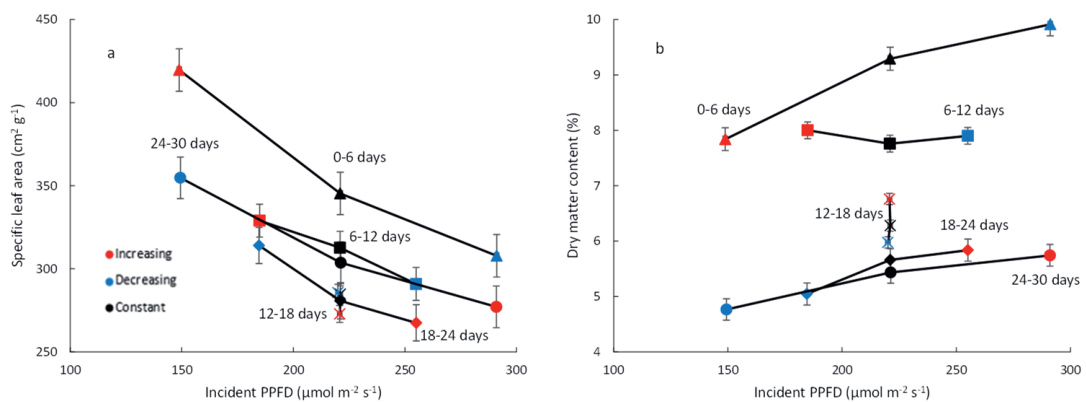 a
Specific leaf area (cm² g⁻¹)
450
400
350
300
250
24-30 days
0-6 days
6-12 days
12-18 days
18-24 days
Increasing
Decreasing
Constant
100
150
200
250
300
Incident PPFD (μmol m⁻² s⁻¹)
b
Dry matter content (%)
10
9
8
7
6
5
4
0-6 days
6-12 days
12-18 days
18-24 days
24-30 days
100
150
200
250
300
Incident PPFD (μmol m⁻² s⁻¹)